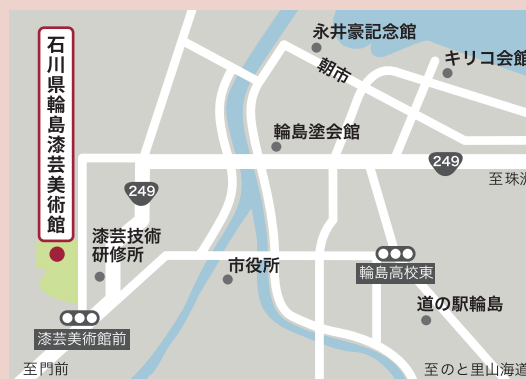 石川県輪島漆芸美術館
永井豪記念館
朝市
キリコ会館
輪島塗会館
249
249
至珠洲
漆芸技術
研修所
市役所
輪島高校東
道の駅輪島
漆芸美術館前
至門前
至のと里山海道